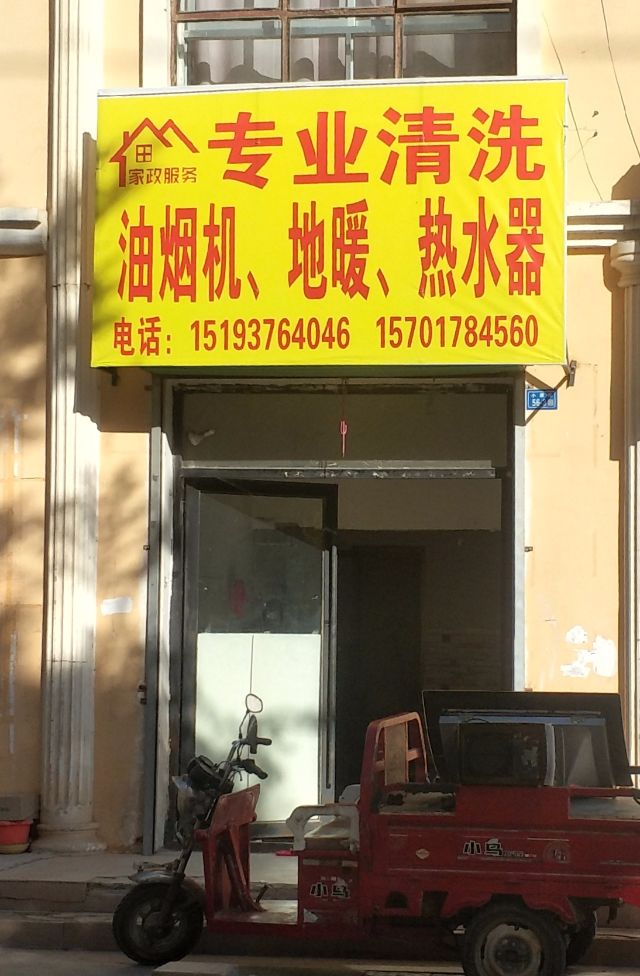 专业清洗
家政服务
油烟机、地暖、热水器
电话：15193764046 15701784560
小鸟
小鸟